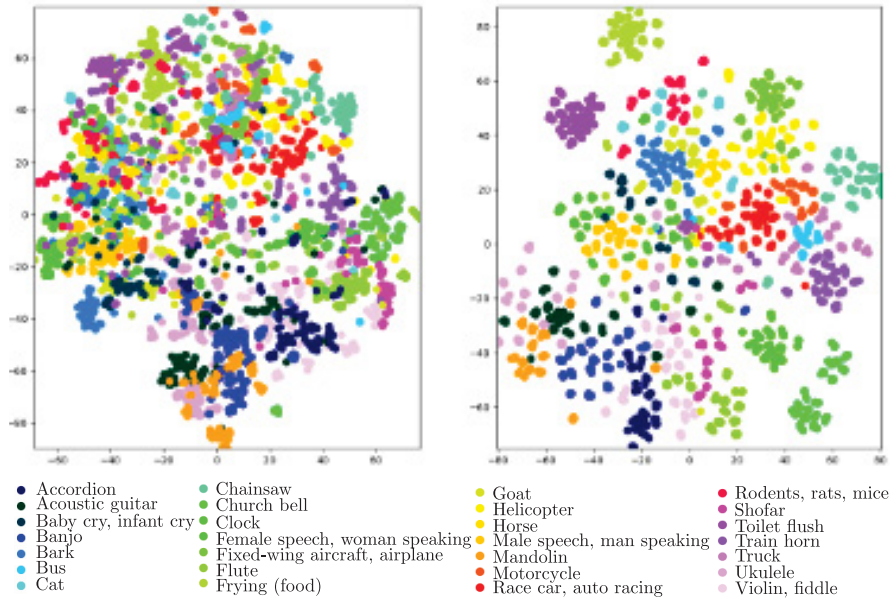 80
60
60
40
40
20
20
0
0
-20
-40
-40
-60
-60
-60
-40
-20
0
20
40
60
-60
-40
-20
0
20
40
60
80
Accordion
Acoustic guitar
Baby cry, infant cry
Banjo
Bark
Bus
Cat
Chainsaw
Church bell
Clock
Female speech, woman speaking
Fixed-wing aircraft, airplane
Flute
Frying (food)
Goat
Helicopter
Horse
Male speech, man speaking
Mandolin
Motorcycle
Race car, auto racing
Rodents, rats, mice
Shofar
Toilet flush
Train horn
Truck
Ukulele
Violin, fiddle